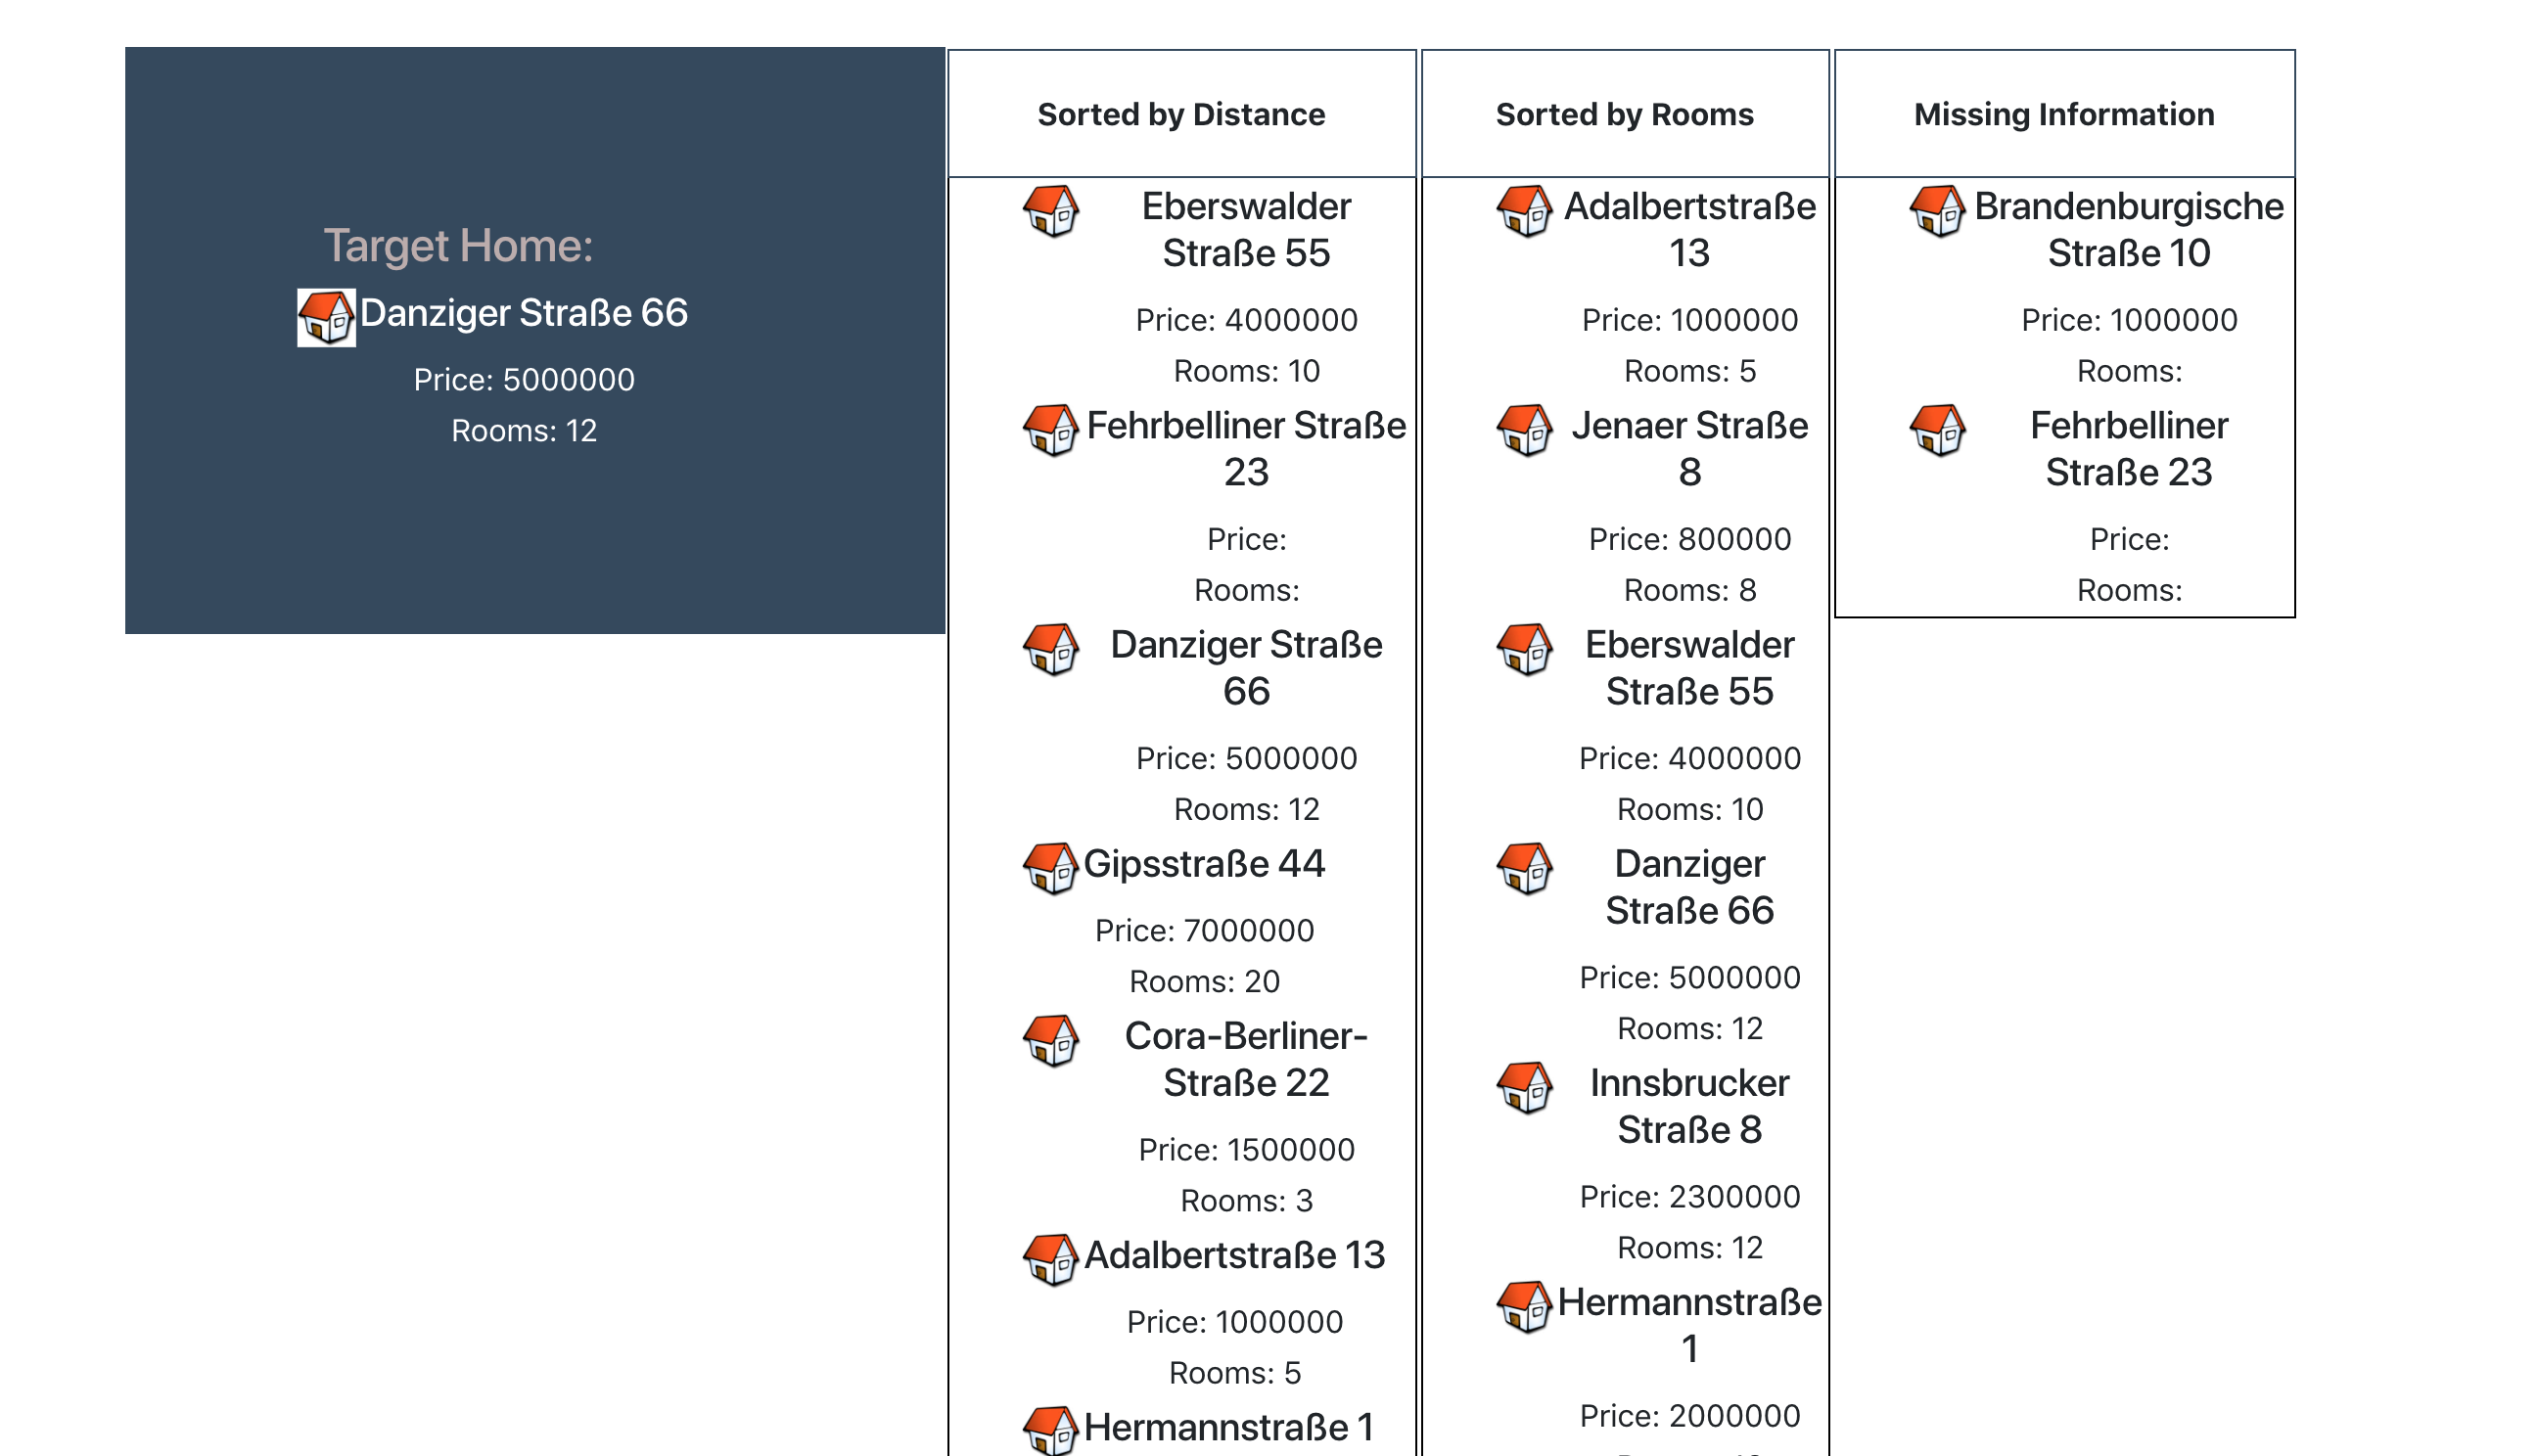 Target Home:
Danziger Straße 66
Price: 5000000
Rooms: 12
Sorted by Distance
Eberswalder
Straße 55
Price: 4000000
Rooms: 10
Fehrbelliner Straße
23
Price:
Rooms:
Danziger Straße
66
Price: 5000000
Rooms: 12
Gipsstraße 44
Price: 7000000
Rooms: 20
Cora-Berliner-
Straße 22
Price: 1500000
Rooms: 3
Adalbertstraße 13
Price: 1000000
Rooms: 5
Hermannstraße 1
Sorted by Rooms
Adalbertstraße
13
Price: 1000000
Rooms: 5
Jenaer Straße
8
Price: 800000
Rooms: 8
Eberswalder
Straße 55
Price: 4000000
Rooms: 10
Danziger
Straße 66
Price: 5000000
Rooms: 12
Innsbrucker
Straße 8
Price: 2300000
Rooms: 12
Hermannstraße
1
Price: 2000000
Missing Information
Brandenburgische
Straße 10
Price: 1000000
Rooms:
Fehrbelliner
Straße 23
Price:
Rooms: